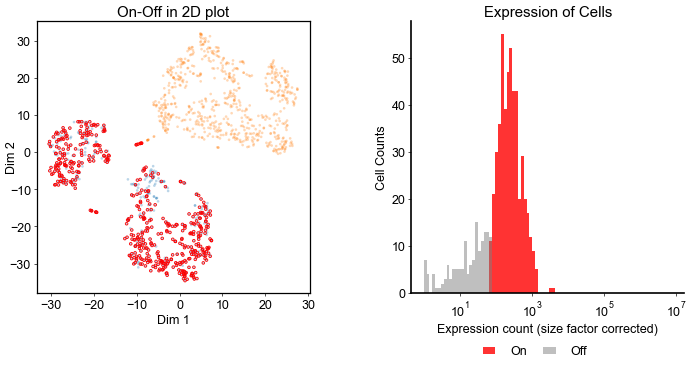 On-Off in 2D plot
35
30
20
10
0
−10
−20
−30
−30 −20 −10 0 10 20 30
Dim 2
Dim 1
Expression of Cells
50
40
30
20
10
0
10^1 10^3 10^5 10^7
Cell Counts
Expression count (size factor corrected)
On Off